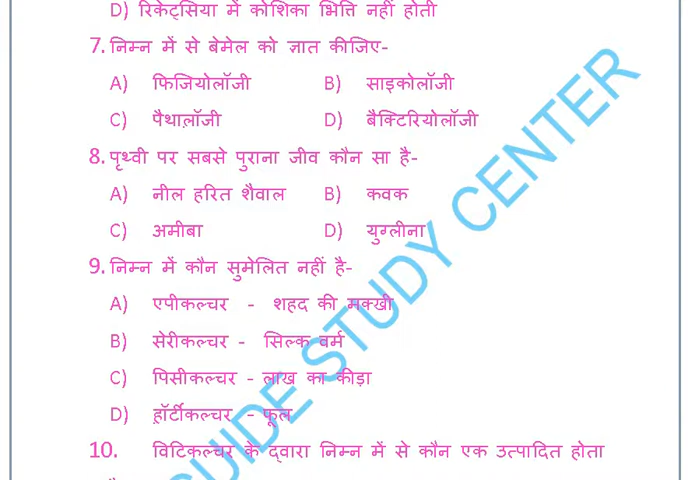 D) रिकेट्सिया में कोशिका भित्ति नहीं होती
7. निम्न में से बेमेल को ज्ञात कीजिए-
A) फिजियोलॉजी B) साइकोलॉजी
C) पैथाल़ॉजी D) बैक्टिरियोलॉजी
8. पृथ्वी पर सबसे पुराना जीव कौन सा है-
A) नील हरित शैवाल B) कवक
C) अमीबा D) युग्लीना
9. निम्न में कौन सुमेलित नहीं है-
A) एपीकल्चर - शहद की मक्खी
B) सेरीकल्चर - सिल्क वर्म
C) पिसीकल्चर - लाख का कीड़ा
D) ह़ॉर्टीकल्चर - फूल
10. विटिकल्चर के द्वारा निम्न में से कौन एक उत्पादित होता
GUIDE STUDY CENTER